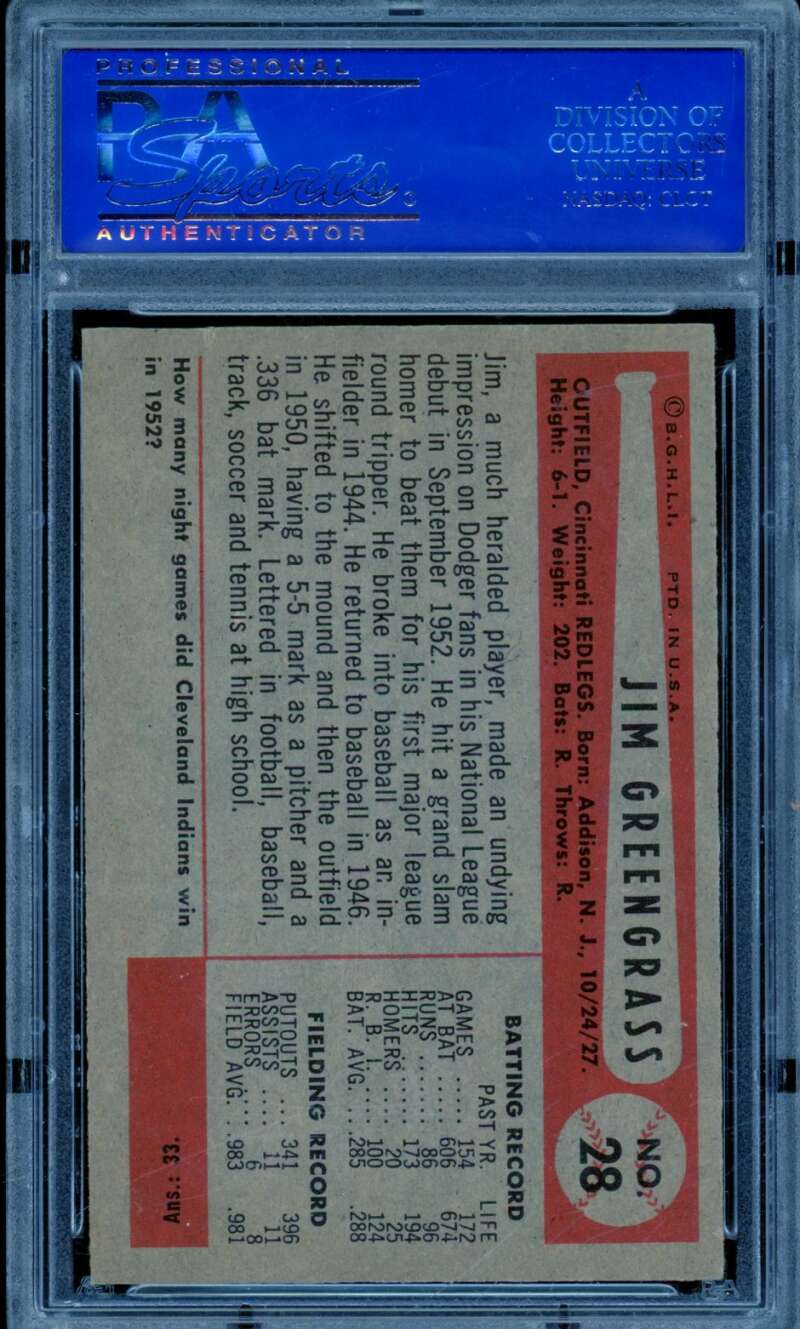 PROFESSIONAL
PSA
Sports
AUTHENTICATOR
A
DIVISION OF
COLLECTORS
UNIVERSE
NASDAQ: CLCT
© B.G.H.L.I. PTD. IN U.S.A.
JIM GREENGRASS
NO.
28
OUTFIELD, Cincinnati REDLEGS. Born: Addison, N. J., 10/24/27.
Height: 6-1. Weight: 202. Bats: R. Throws: R.
Jim, a much heralded player, made an undying
impression on Dodger fans in his National League
debut in September 1952. He hit a grand slam
homer to beat them for his first major league
round tripper. He broke into baseball as an in-
fielder in 1944. He returned to baseball in 1946.
He shifted to the mound and then the outfield
in 1950, having a 5-5 mark as a pitcher and a
.336 bat mark. Lettered in football, baseball,
track, soccer and tennis at high school.
BATTING RECORD
PAST YR. LIFE
GAMES ..... 154 172
AT BAT ..... 606 674
RUNS ....... 86 96
HITS ...... 173 194
HOMERS .... 20 25
R. B. I. .... 100 124
BAT. AVG. .. .285 .288
FIELDING RECORD
PUTOUTS ... 341 396
ASSISTS .... 11 11
ERRORS .... 6 8
FIELD AVG. . .983 .981
How many night games did Cleveland Indians win
in 1952?
Ans.: 33.